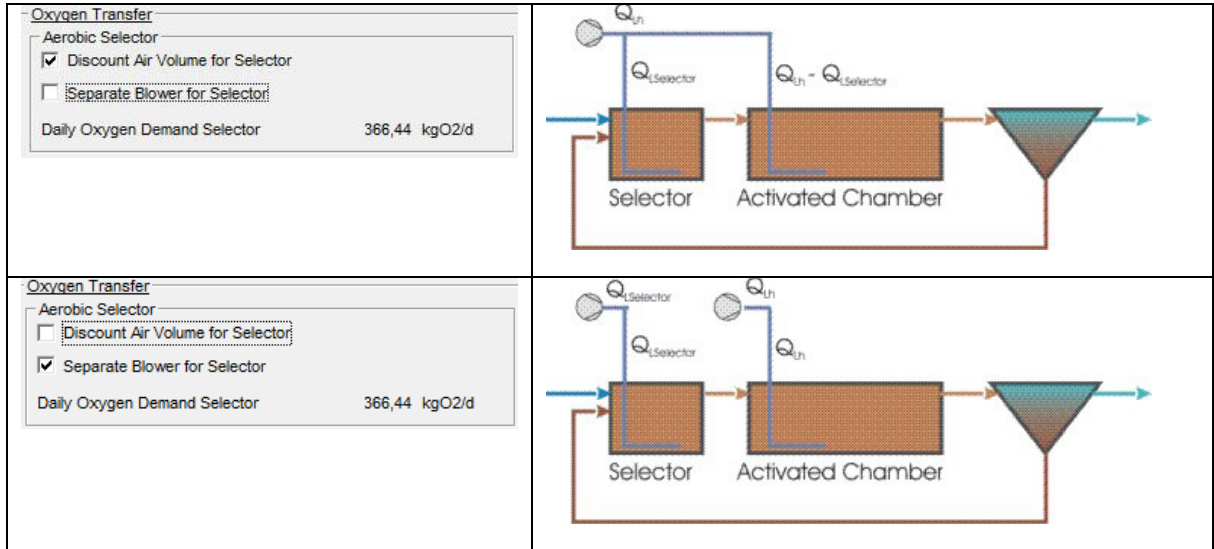 Oxygen Transfer
Aerobic Selector
Discount Air Volume for Selector
Separate Blower for Selector
Daily Oxygen Demand Selector 366,44 kgO2/d
QLh
QLSelector
QLh - QLSelector
Selector
Activated Chamber
Oxygen Transfer
Aerobic Selector
Discount Air Volume for Selector
Separate Blower for Selector
Daily Oxygen Demand Selector 366,44 kgO2/d
QLSelector
QLh
QLSelector
QLh
Selector
Activated Chamber